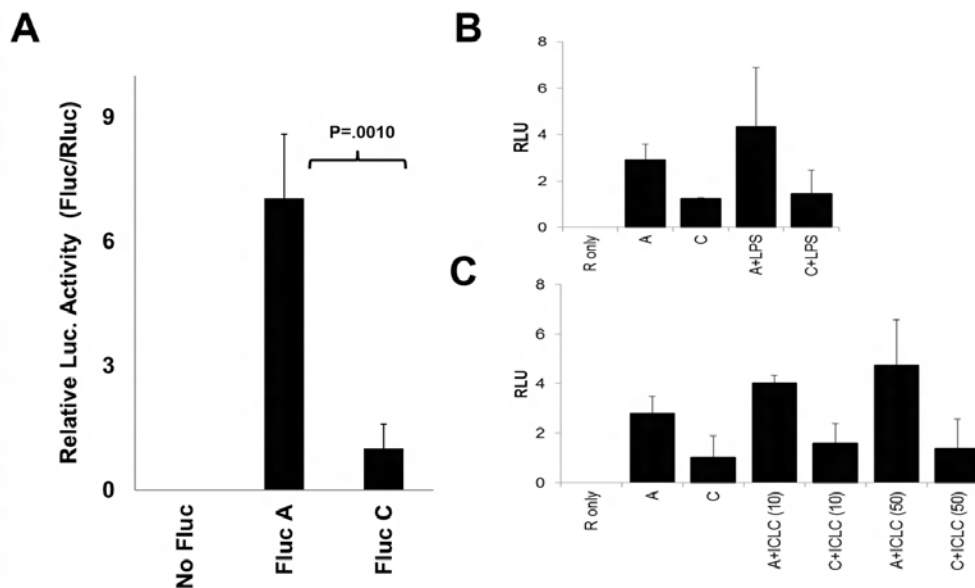 A
Relative Luc. Activity (Fluc/Rluc)
9
6
3
0
P=.0010
No Fluc
Fluc A
Fluc C
B
RLU
8
6
4
2
0
R only
A
C
A+LPS
C+LPS
C
RLU
8
6
4
2
0
R only
A
C
A+ICLC (10)
C+ICLC (10)
A+ICLC (50)
C+ICLC (50)